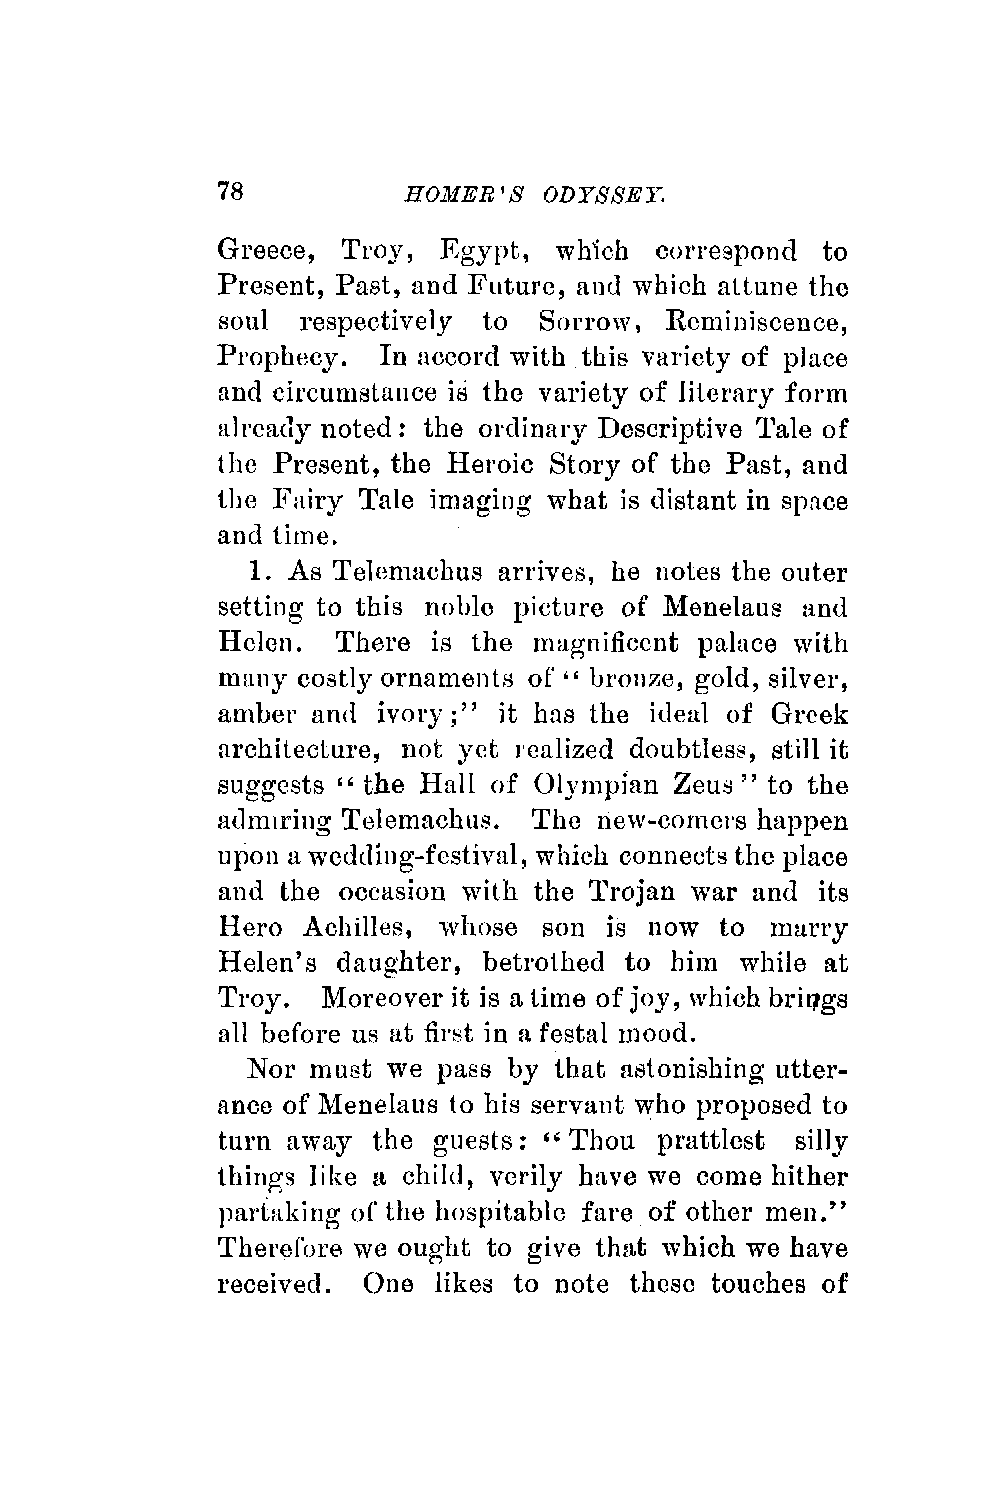 78 HOMER'S ODYSSEY.
Greece, Troy, Egypt, which correspond to
Present, Past, and Future, and which attune the
soul respectively to Sorrow, Reminiscence,
Prophecy. In accord with this variety of place
and circumstance is the variety of literary form
already noted: the ordinary Descriptive Tale of
the Present, the Heroic Story of the Past, and
the Fairy Tale imaging what is distant in space
and time.
1. As Telemachus arrives, he notes the outer
setting to this noble picture of Menelaus and
Helen. There is the magnificent palace with
many costly ornaments of "bronze, gold, silver,
amber and ivory;" it has the ideal of Greek
architecture, not yet realized doubtless, still it
suggests "the Hall of Olympian Zeus" to the
admiring Telemachus. The new-comers happen
upon a wedding-festival, which connects the place
and the occasion with the Trojan war and its
Hero Achilles, whose son is now to marry
Helen's daughter, betrothed to him while at
Troy. Moreover it is a time of joy, which brings
all before us at first in a festal mood.
Nor must we pass by that astonishing utter-
ance of Menelaus to his servant who proposed to
turn away the guests: "Thou prattlest silly
things like a child, verily have we come hither
partaking of the hospitable fare of other men."
Therefore we ought to give that which we have
received. One likes to note these touches of